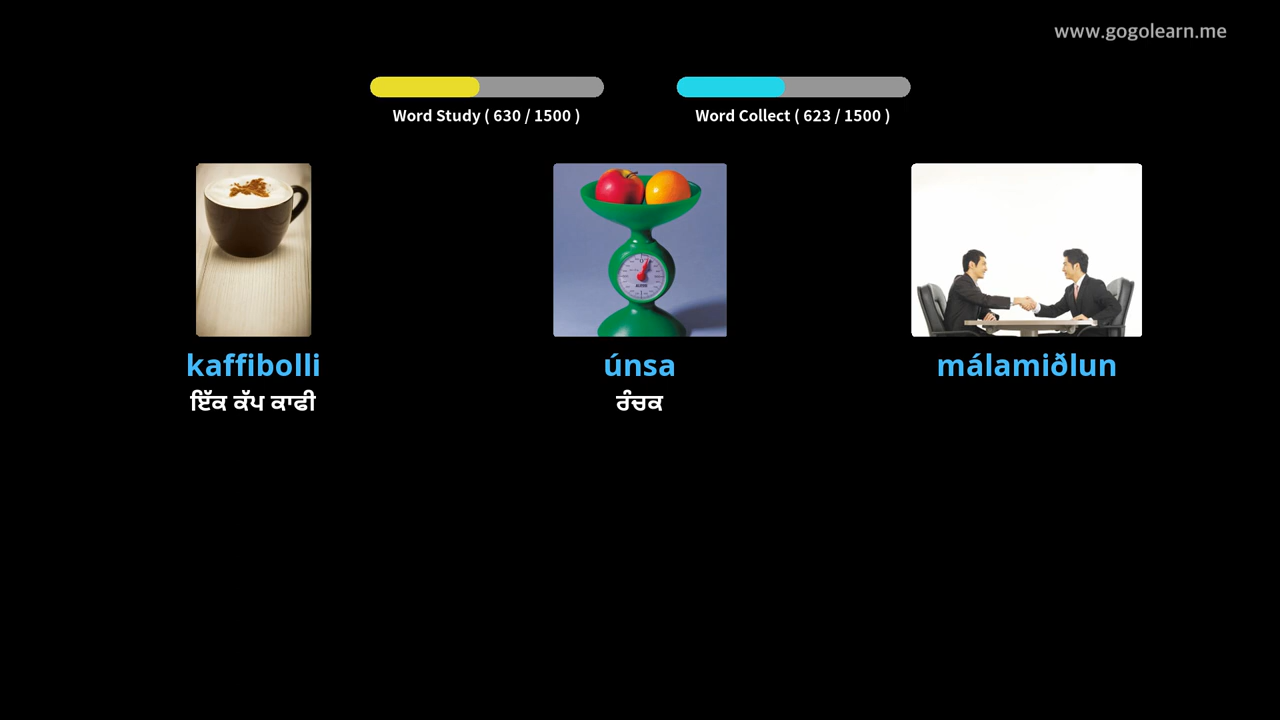 www.gogolearn.me
Word Study ( 630 / 1500 )
Word Collect ( 623 / 1500 )
kaffibolli
únsa
málamiðlun
ਇੱਕ ਕੱਪ ਕਾਫੀ
ਰੰਚਕ